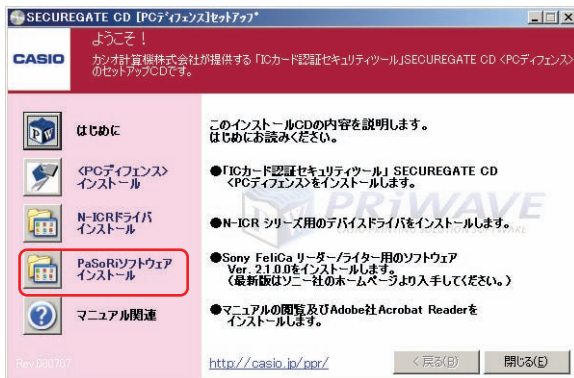 SECUREGATE CD [PCﾃﾞｨﾌｪﾝｽ]ｾｯﾄｱｯﾌﾟ
CASIO
ようこそ！
カシオ計算機株式会社が提供する「ICカード認証セキュリティツール」SECUREGATE CD <PCディフェンス>
のセットアップCDです。
はじめに
このインストールCDの内容を説明します。
はじめにお読みください。
<PCディフェンス>
インストール
●「ICカード認証セキュリティツール」 SECUREGATE CD
<PCディフェンス>をインストールします。
PRiWAVE
N-ICRドライバ
インストール
●N-ICR シリーズ用のデバイスドライバをインストールします。
PaSoRiソフトウェア
インストール
●Sony FeliCa リーダー/ライター用のソフトウェア
Ver. 2.1.0.0をインストールします。
(最新版はソニー社のホームページより入手してください。)
マニュアル関連
●マニュアルの閲覧及びAdobe社Acrobat Readerを
インストールします。
Rev.080707
http://casio.jp/ppr/
< 戻る(B)
閉じる(E)